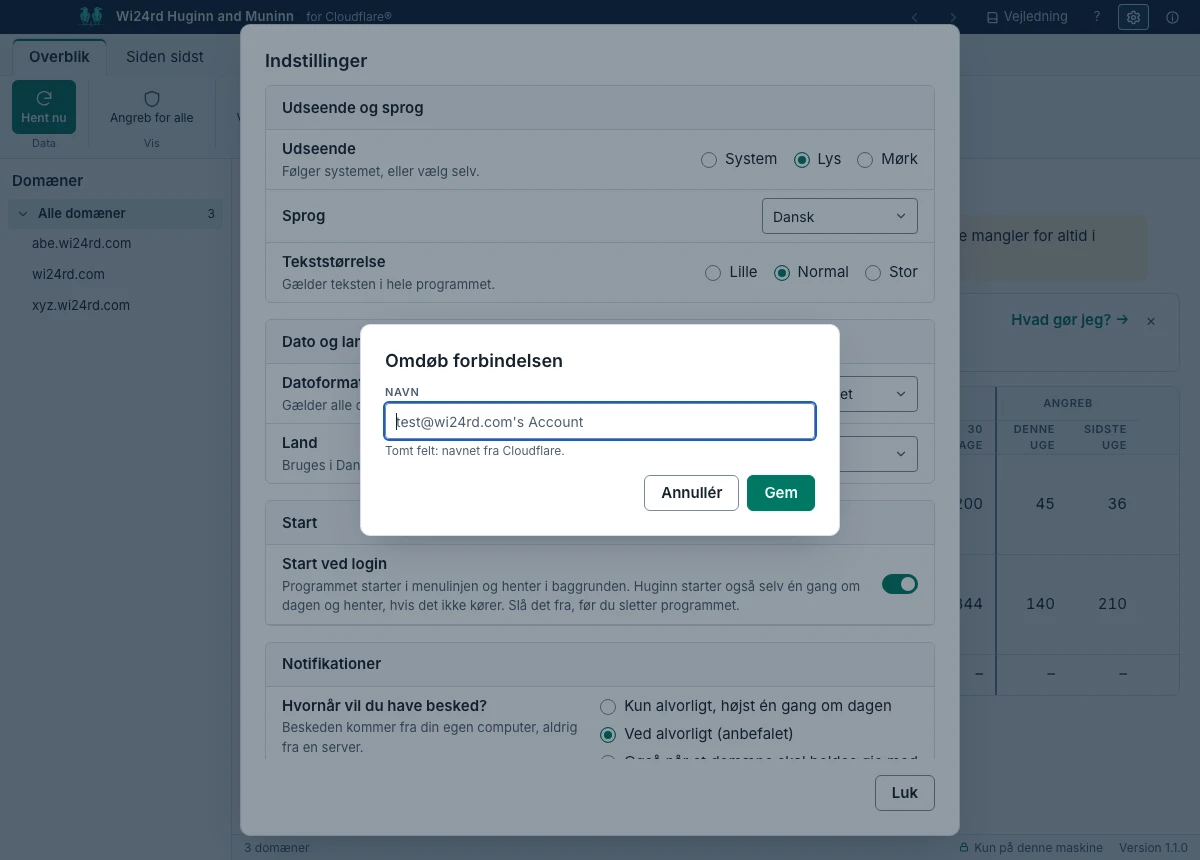 Wi24rd Huginn and Muninn for Cloudflare®
Vejledning ?
Overblik Siden sidst
Hent nu
Data
Angreb for alle
Vis
Domæner
Alle domæner 3
abe.wi24rd.com
wi24rd.com
xyz.wi24rd.com
Indstillinger
Udseende og sprog
Udseende
Følger systemet, eller vælg selv.
System Lys Mørk
Sprog
Dansk
Tekststørrelse
Gælder teksten i hele programmet.
Lille Normal Stor
Dato og
Gælder
Land
Bruges i
Omdøb forbindelsen
NAVN
test@wi24rd.com's Account
Tomt felt: navnet fra Cloudflare.
Annullér Gem
Start
Start ved login
Programmet starter i menulinjen og henter i baggrunden. Huginn starter også selv én gang om
dagen og henter, hvis det ikke kører. Slå det fra, før du sletter programmet.
Notifikationer
Hvornår vil du have besked?
Beskeden kommer fra din egen computer, aldrig
fra en server.
Kun alvorligt, højst én gang om dagen
Ved alvorligt (anbefalet)
Luk
mangler for altid i
Hvad gør jeg? →
ANGREB
30
DENNE
UGE
SIDSTE
UGE
45 36
140 210
– – –
3 domæner
Kun på denne maskine Version 1.1.0